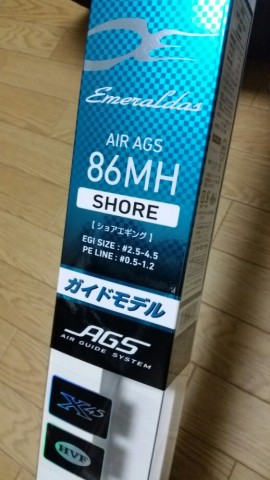 Emeraldas
AIR AGS
86MH
SHORE
[ショアエギング]
EGI SIZE : #2.5-4.5
PE LINE : #0.5-1.2
ガイドモデル
AGS
AIR GUIDE SYSTEM
X45
HVF